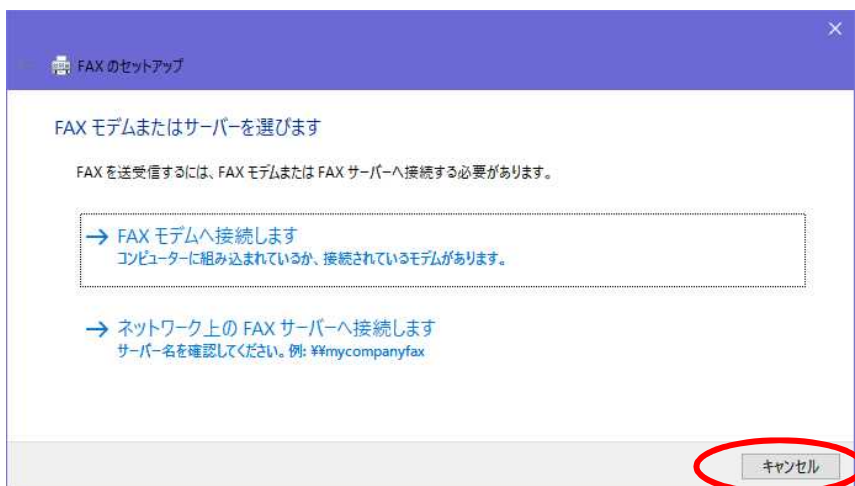 FAX のセットアップ
FAX モデムまたはサーバーを選びます
FAX を送受信するには、FAX モデムまたは FAX サーバーへ接続する必要があります。
→ FAX モデムへ接続します
コンピューターに組み込まれているか、接続されているモデムがあります。
→ ネットワーク上の FAX サーバーへ接続します
サーバー名を確認してください。例: ¥¥mycompanyfax
キャンセル